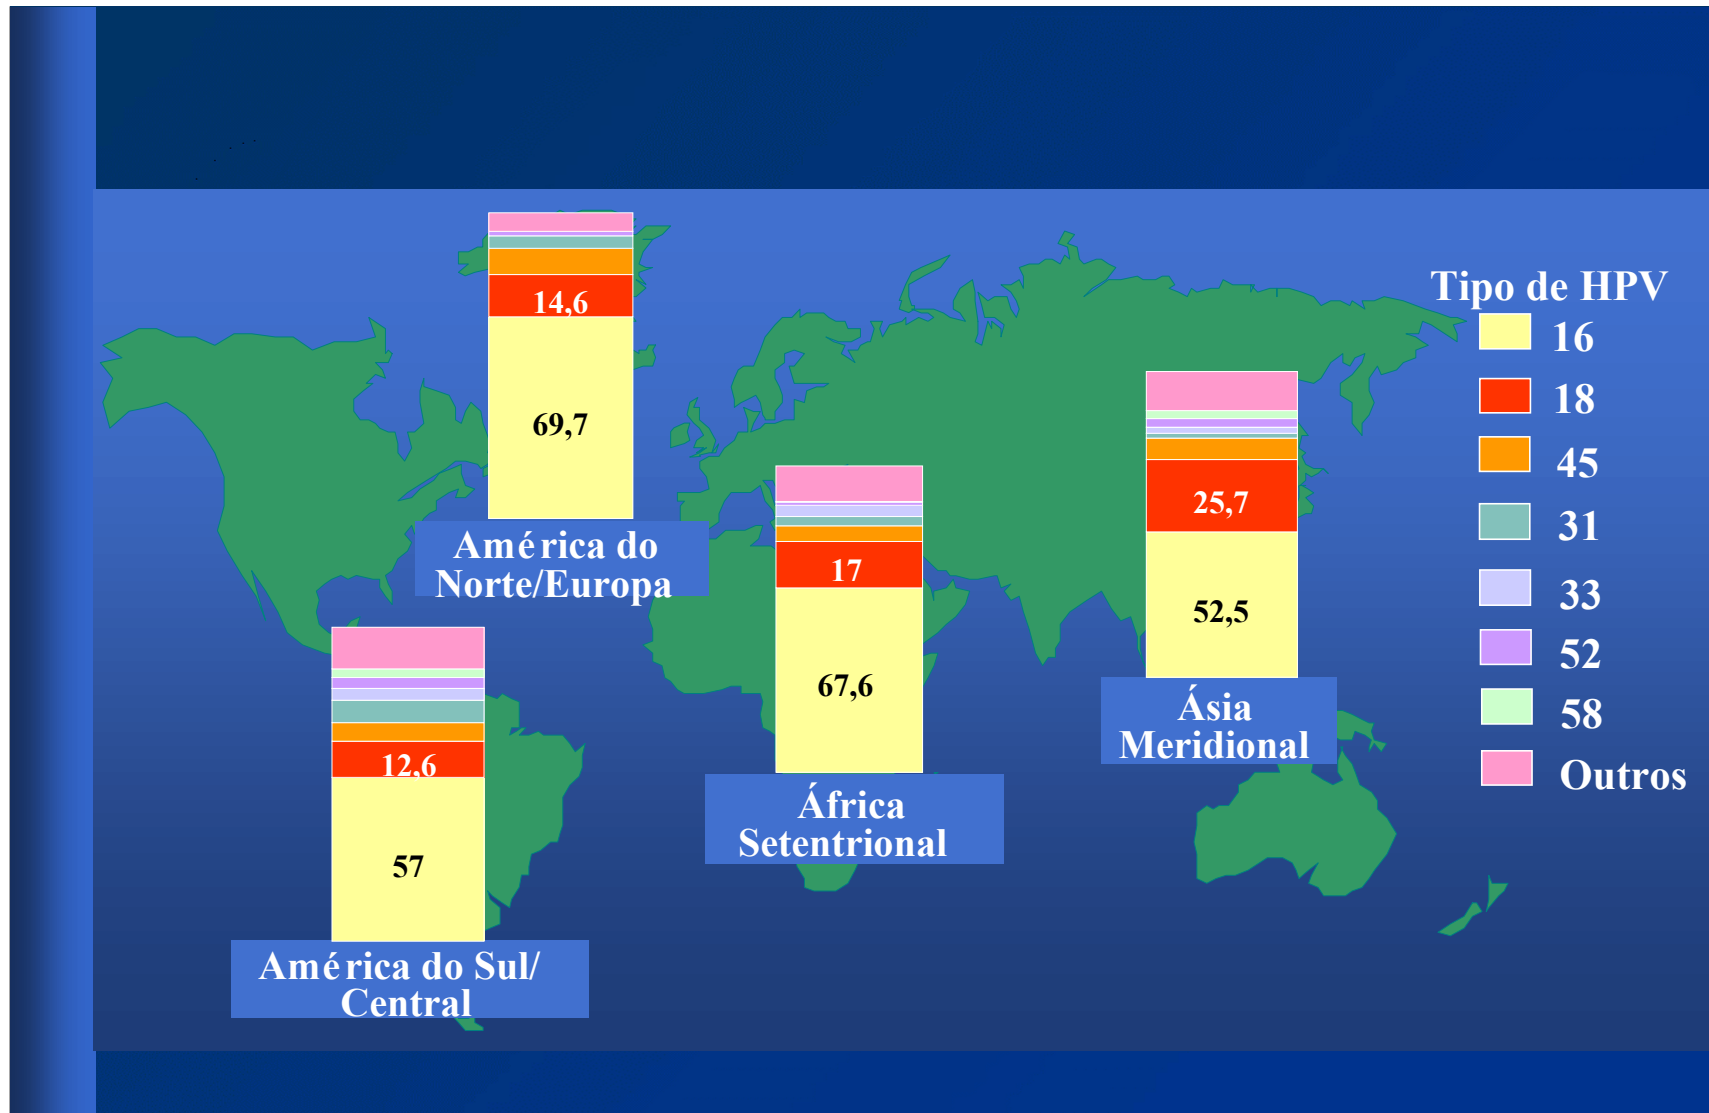 14,6
69,7
América do
Norte/Europa
12,6
57
América do Sul/
Central
17
67,6
África
Setentrional
25,7
52,5
Ásia
Meridional
Tipo de HPV
16
18
45
31
33
52
58
Outros